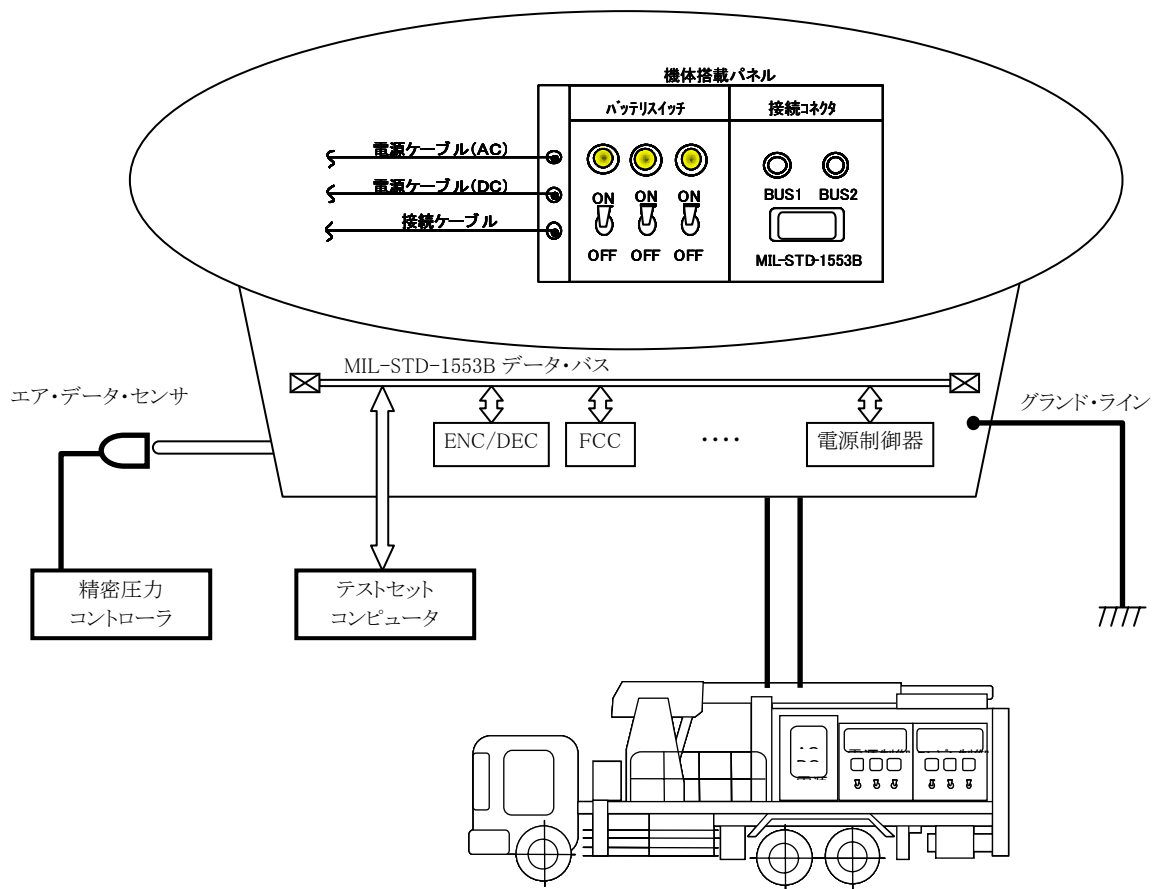 機体搭載パネル
バッテリスイッチ
接続コネクタ
電源ケーブル(AC)
電源ケーブル(DC)
接続ケーブル
ON ON ON
OFF OFF OFF
BUS1 BUS2
MIL-STD-1553B
MIL-STD-1553B データ・バス
エア・データ・センサ
グランド・ライン
ENC/DEC
FCC
‥‥
電源制御器
精密圧力
コントローラ
テストセット
コンピュータ